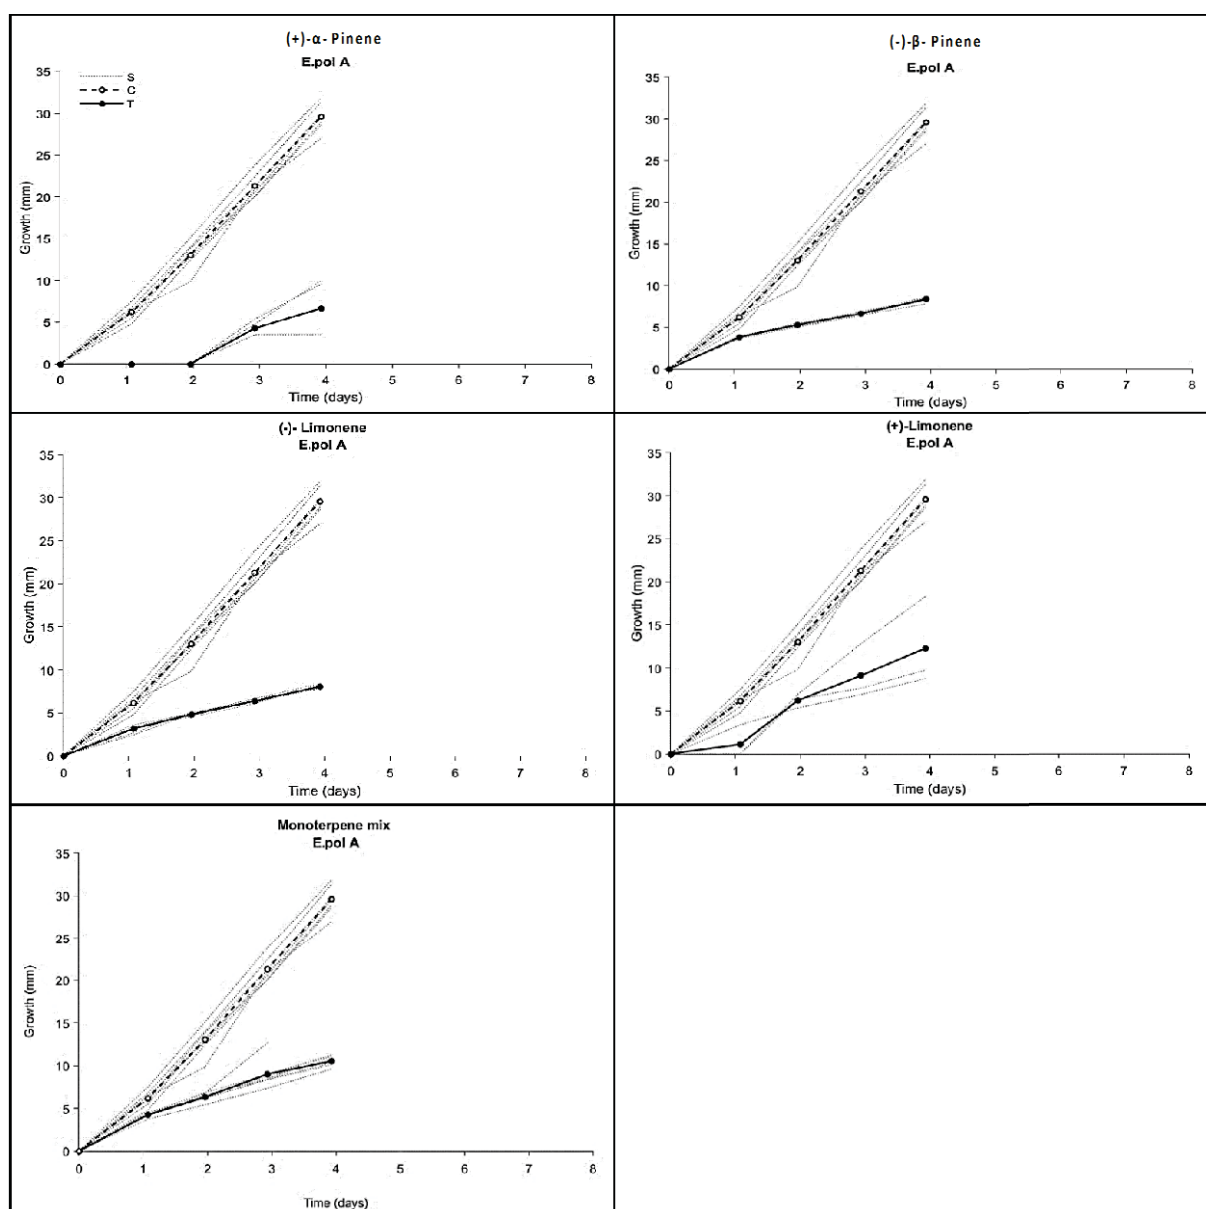 (+)-α- Pinene
E.pol A
S
C
T
35
30
25
20
15
10
5
0
Growth (mm)
0 1 2 3 4 5 6 7 8
Time (days)
(-)-β- Pinene
E.pol A
35
30
25
20
15
10
5
0
Growth (mm)
0 1 2 3 4 5 6 7 8
Time (days)
(-)- Limonene
E.pol A
35
30
25
20
15
10
5
0
Growth (mm)
0 1 2 3 4 5 6 7 8
Time (days)
(+)-Limonene
E.pol A
35
30
25
20
15
10
5
0
Growth (mm)
0 1 2 3 4 5 6 7 8
Time (days)
Monoterpene mix
E.pol A
35
30
25
20
15
10
5
0
Growth (mm)
0 1 2 3 4 5 6 7 8
Time (days)